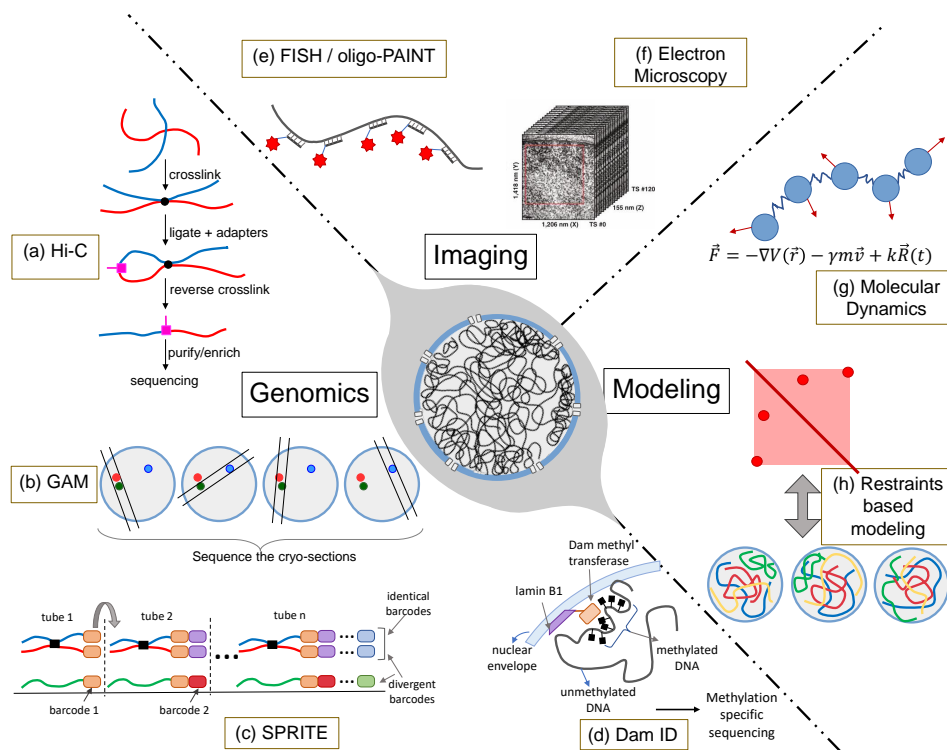 (e) FISH / oligo-PAINT
(f) Electron
Microscopy
1,418 nm (Y)
TS #120
155 nm (Z)
1,206 nm (X)
TS #0
Imaging
crosslink
ligate + adapters
(a) Hi-C
reverse crosslink
purify/enrich
sequencing
Genomics
Modeling
F⃗ = −∇V(r⃗) − γmv⃗ + kR⃗(t)
(g) Molecular
Dynamics
(b) GAM
Sequence the cryo-sections
(h) Restraints
based
modeling
tube 1
tube 2
tube n
identical
barcodes
divergent
barcodes
barcode 1
barcode 2
(c) SPRITE
Dam methyl
transferase
lamin B1
nuclear
envelope
methylated
DNA
unmethylated
DNA
Methylation
specific
sequencing
(d) Dam ID